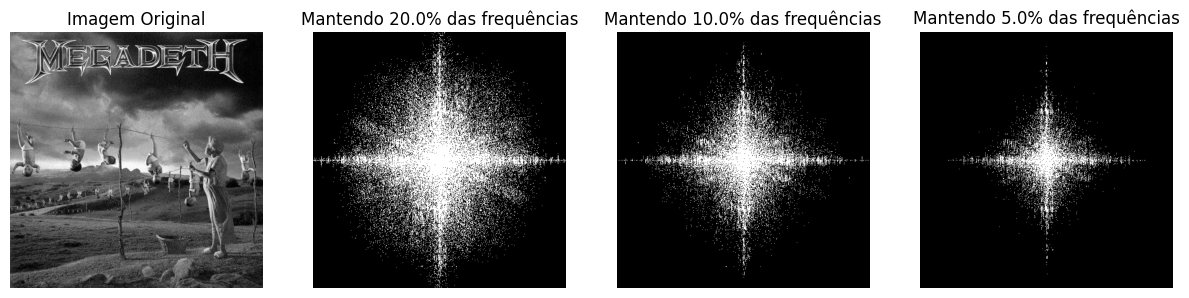 Imagem Original
Mantendo 20.0% das frequências
Mantendo 10.0% das frequências
Mantendo 5.0% das frequências
MEGADETH